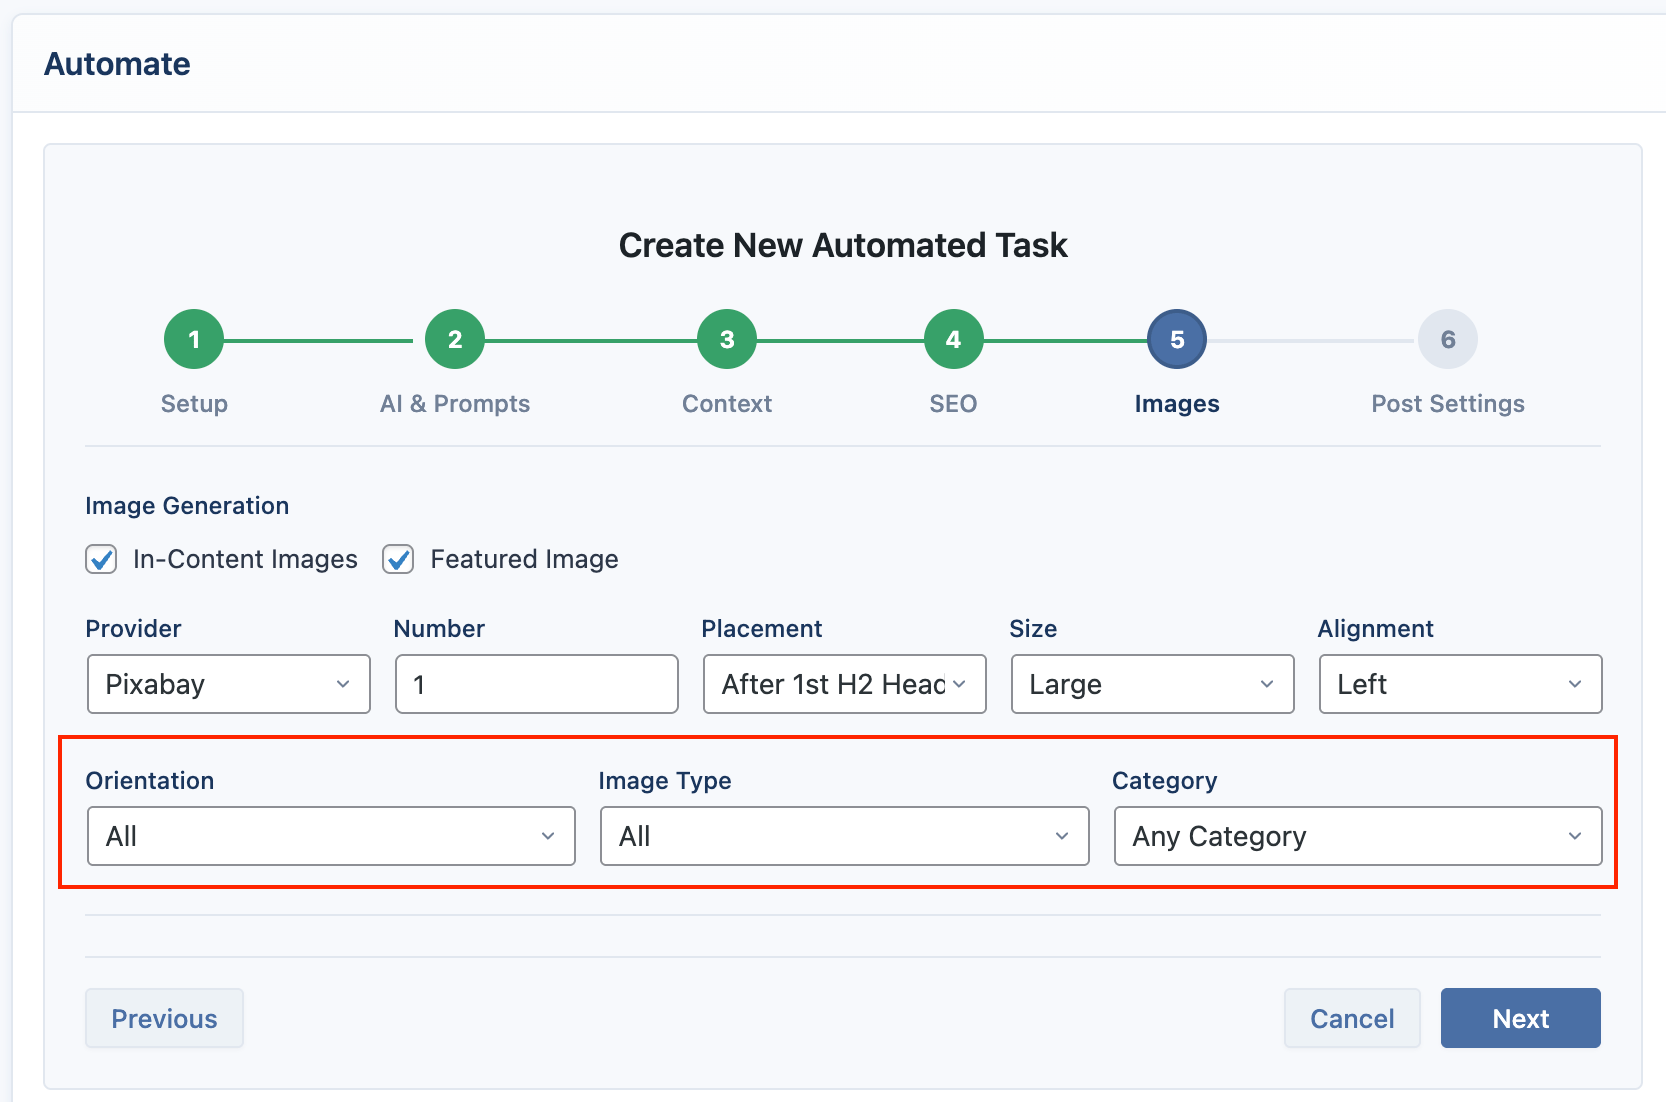 Automate
Create New Automated Task
1 2 3 4 5 6
Setup AI & Prompts Context SEO Images Post Settings
Image Generation
In-Content Images Featured Image
Provider Number Placement Size Alignment
Pixabay 1 After 1st H2 Head Large Left
Orientation Image Type Category
All All Any Category
Previous Cancel Next